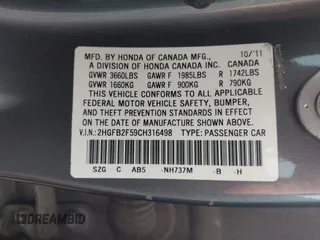 MFD. BY HONDA OF CANADA MFG., 10/'11
A DIVISION OF HONDA CANADA INC. CANADA
GVWR 3660LBS GAWR F 1985LBS R 1742LBS
GVWR 1660KG GAWR F 900KG R 790KG
THIS VEHICLE CONFORMS TO ALL APPLICABLE
FEDERAL MOTOR VEHICLE SAFETY, BUMPER,
AND THEFT PREVENTION STANDARDS
IN EFFECT ON THE DATE OF
MANUFACTURE SHOWN ABOVE.
V.I.N.: 2HGFB2F59CH316498 TYPE: PASSENGER CAR
SZG C AB5 -NH737M -B -H
DREAMBID